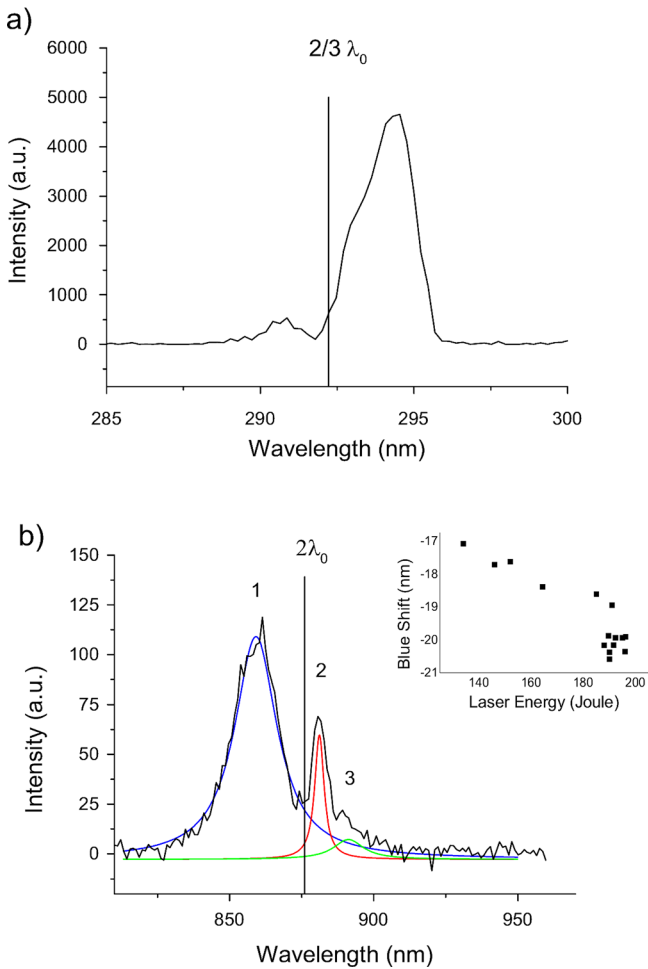 a)
2/3 λ₀
6000
5000
4000
3000
2000
1000
0
Intensity (a.u.)
285 290 295 300
Wavelength (nm)
b)
2λ₀
150
125
100
75
50
25
0
Intensity (a.u.)
1
2
3
850 900 950
Wavelength (nm)
-17
-18
-19
-20
-21
Blue Shift (nm)
140 160 180 200
Laser Energy (Joule)